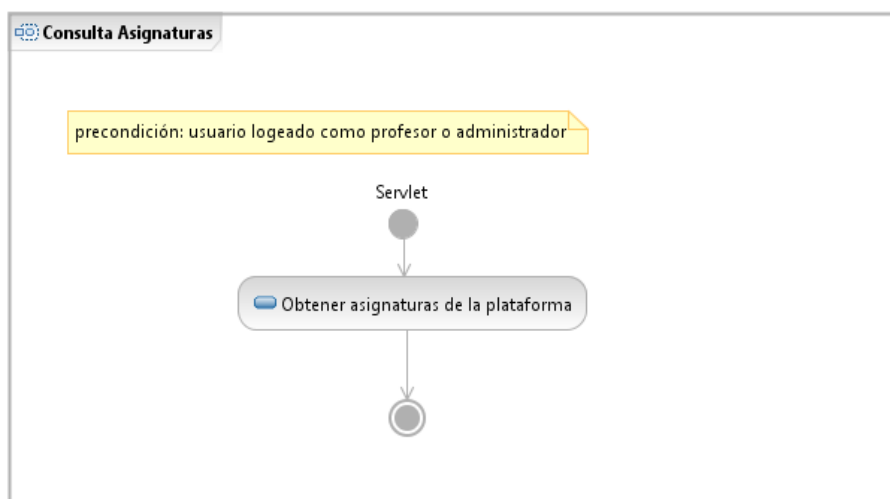 Consulta Asignaturas
precondición: usuario logeado como profesor o administrador
Servlet
Obtener asignaturas de la plataforma